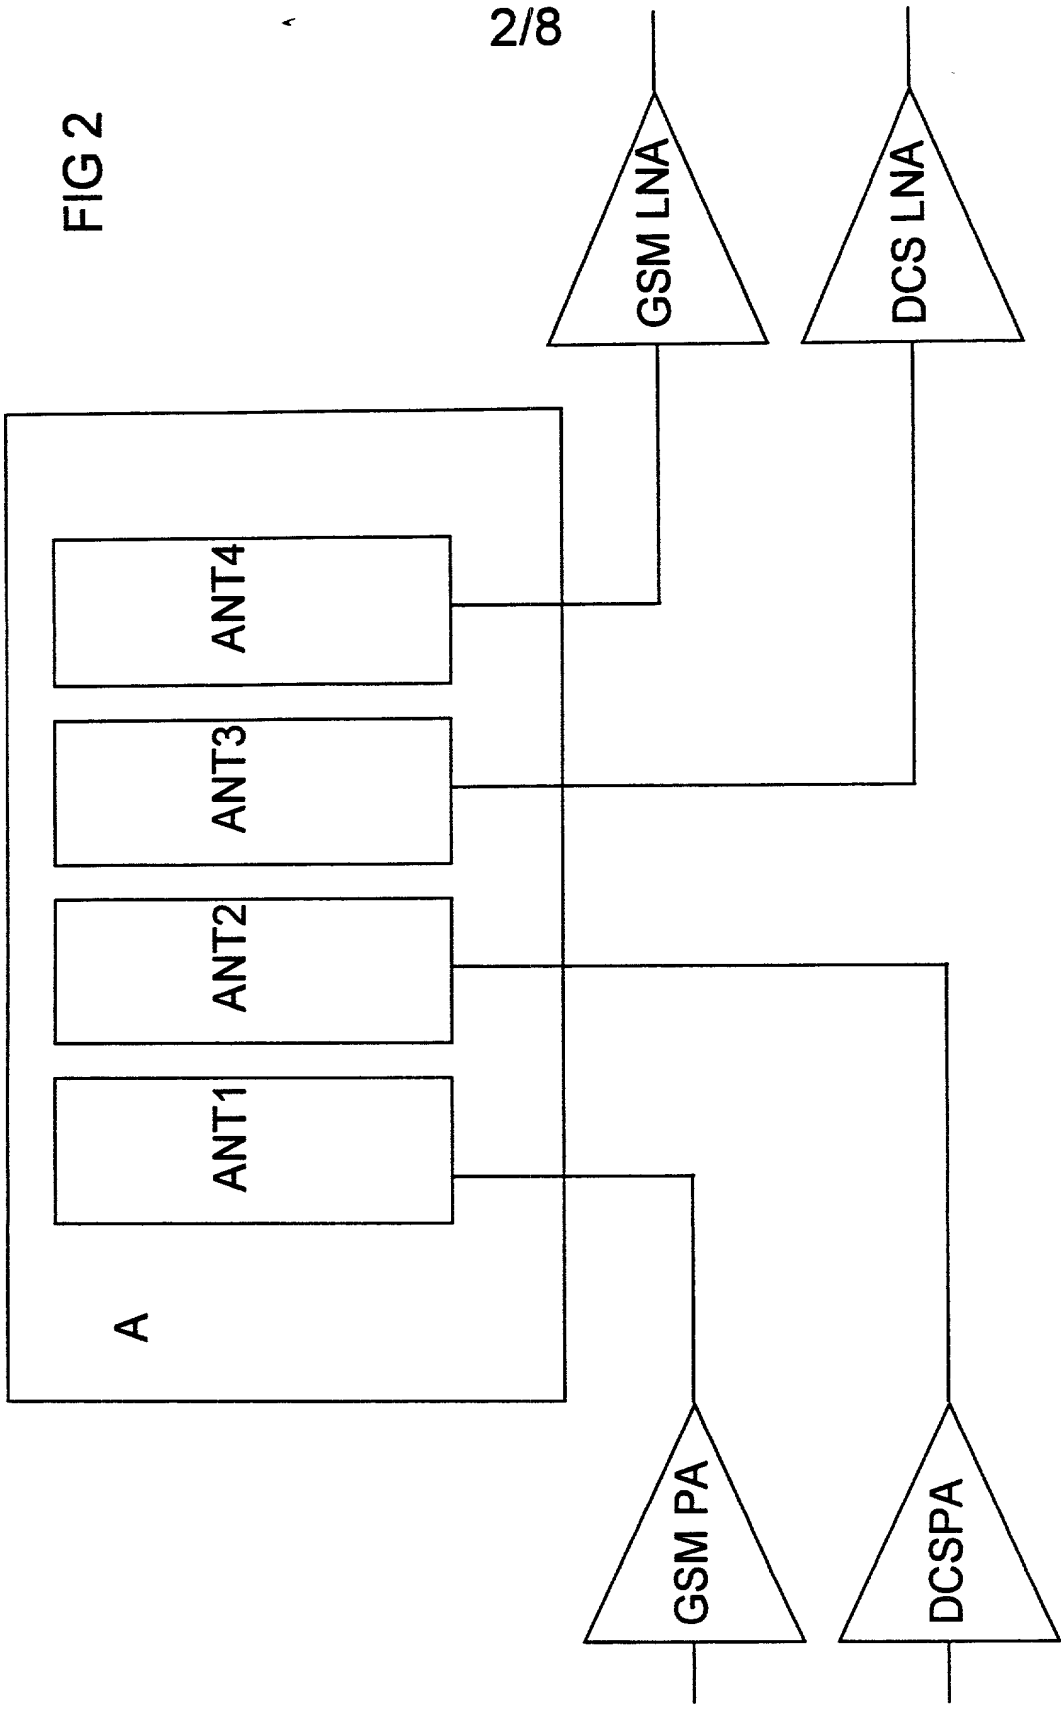 2/8
FIG 2
A
ANT1
ANT2
ANT3
ANT4
GSM PA
GSM LNA
DCSPA
DCS LNA